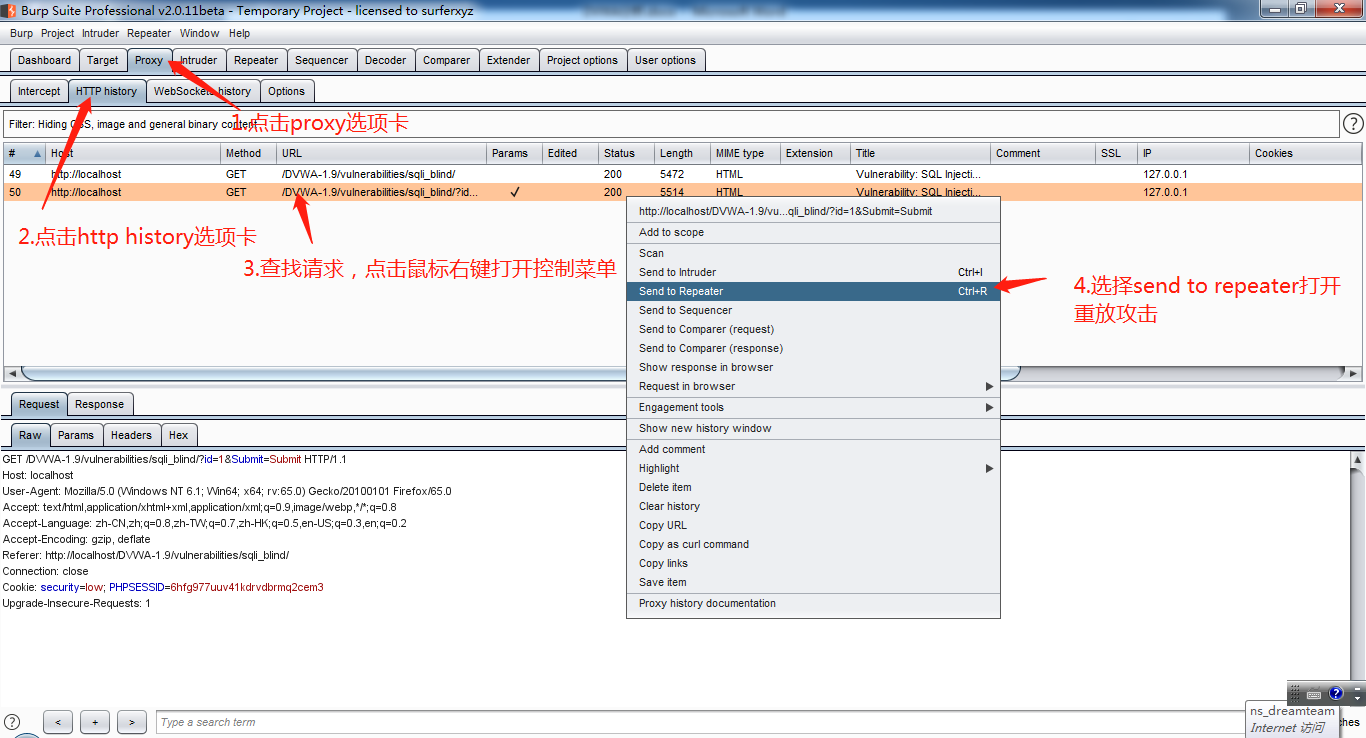 Burp Suite Professional v2.0.11beta - Temporary Project - licensed to surferxyz
Burp Project Intruder Repeater Window Help
Dashboard Target Proxy Intruder Repeater Sequencer Decoder Comparer Extender Project options User options
Intercept HTTP history WebSockets history Options
1.点击proxy选项卡
Filter: Hiding CSS, image and general binary content
# Host Method URL Params Edited Status Length MIME type Extension Title Comment SSL IP Cookies
49 http://localhost GET /DVWA-1.9/vulnerabilities/sqli_blind/ 200 5472 HTML Vulnerability: SQL Injecti... 127.0.0.1
50 http://localhost GET /DVWA-1.9/vulnerabilities/sqli_blind/?id... ✓ 200 5514 HTML Vulnerability: SQL Injecti... 127.0.0.1
2.点击http history选项卡
3.查找请求，点击鼠标右键打开控制菜单
http://localhost/DVWA-1.9/vu...qli_blind/?id=1&Submit=Submit
Add to scope
Scan
Send to Intruder Ctrl+I
Send to Repeater Ctrl+R
Send to Sequencer
Send to Comparer (request)
Send to Comparer (response)
Show response in browser
Request in browser
Engagement tools
Show new history window
Add comment
Highlight
Delete item
Clear history
Copy URL
Copy as curl command
Copy links
Save item
Proxy history documentation
4.选择send to repeater打开
重放攻击
Request Response
Raw Params Headers Hex
GET /DVWA-1.9/vulnerabilities/sqli_blind/?id=1&Submit=Submit HTTP/1.1
Host: localhost
User-Agent: Mozilla/5.0 (Windows NT 6.1; Win64; x64; rv:65.0) Gecko/20100101 Firefox/65.0
Accept: text/html,application/xhtml+xml,application/xml;q=0.9,image/webp,*/*;q=0.8
Accept-Language: zh-CN,zh;q=0.8,zh-TW;q=0.7,zh-HK;q=0.5,en-US;q=0.3,en;q=0.2
Accept-Encoding: gzip, deflate
Referer: http://localhost/DVWA-1.9/vulnerabilities/sqli_blind/
Connection: close
Cookie: security=low; PHPSESSID=6hfg977uuv41kdrvdbrmq2cem3
Upgrade-Insecure-Requests: 1
? < + > Type a search term
ns_dreamteam
Internet 访问